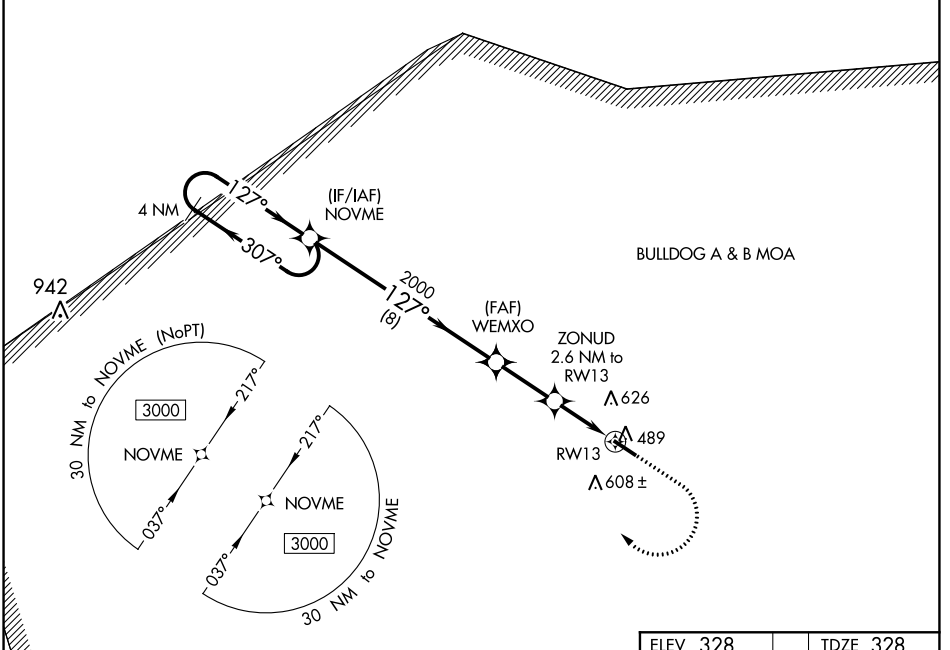 127°
4 NM
(IF/IAF)
NOVME
307°
BULLDOG A & B MOA
942
2000
127°
(8)
(FAF)
WEMXO
ZONUD
2.6 NM to
RW13
626
489
RW13
608 ±
30 NM to NOVME (NoPT)
217°
3000
NOVME
037°
217°
NOVME
3000
037°
30 NM to NOVME
ELEV 328
TDZE 328